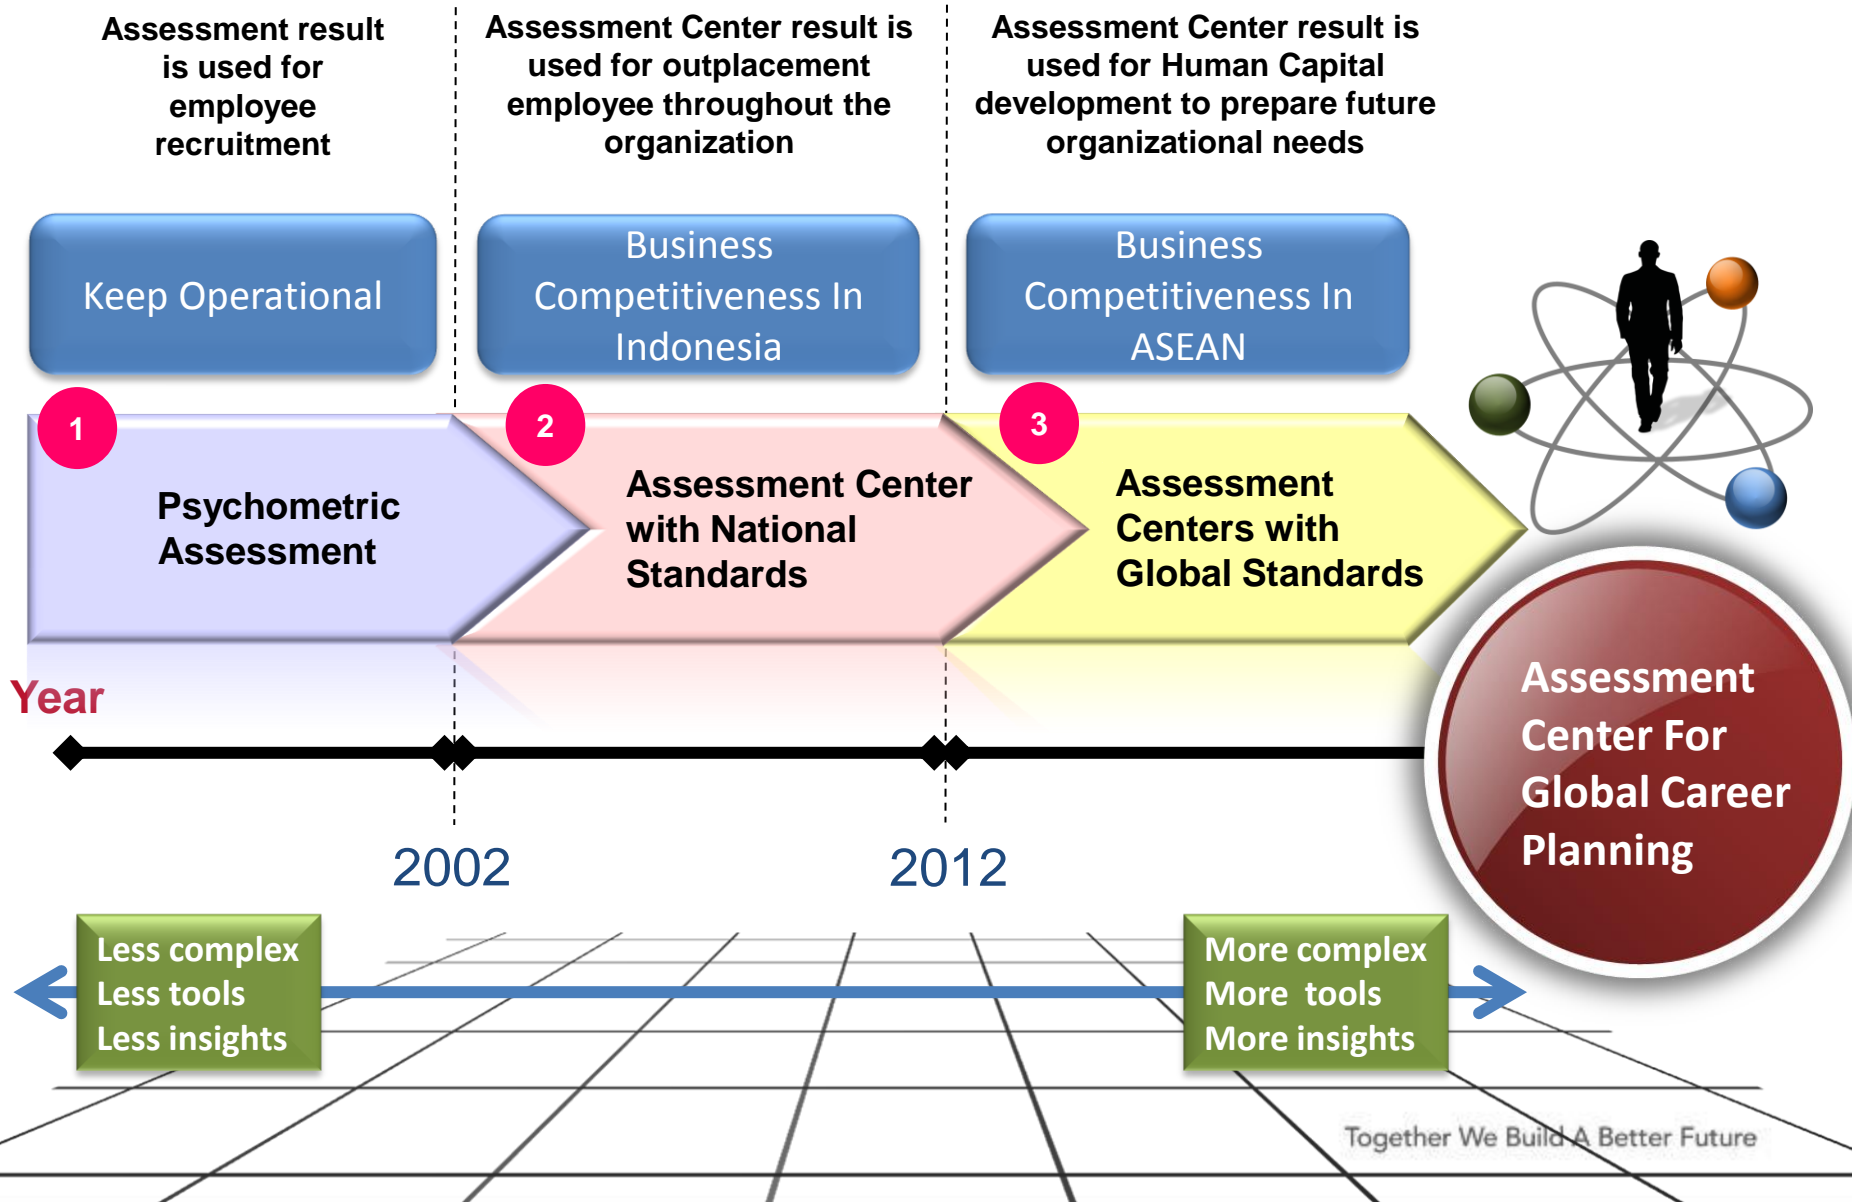 Assessment result
is used for
employee
recruitment
Assessment Center result is
used for outplacement
employee throughout the
organization
Assessment Center result is
used for Human Capital
development to prepare future
organizational needs
Keep Operational
Business
Competitiveness In
Indonesia
Business
Competitiveness In
ASEAN
1
2
3
Psychometric
Assessment
Assessment Center
with National
Standards
Assessment
Centers with
Global Standards
Year
Assessment
Center For
Global Career
Planning
2002
2012
Less complex
Less tools
Less insights
More complex
More  tools
More insights
Together We Build A Better Future